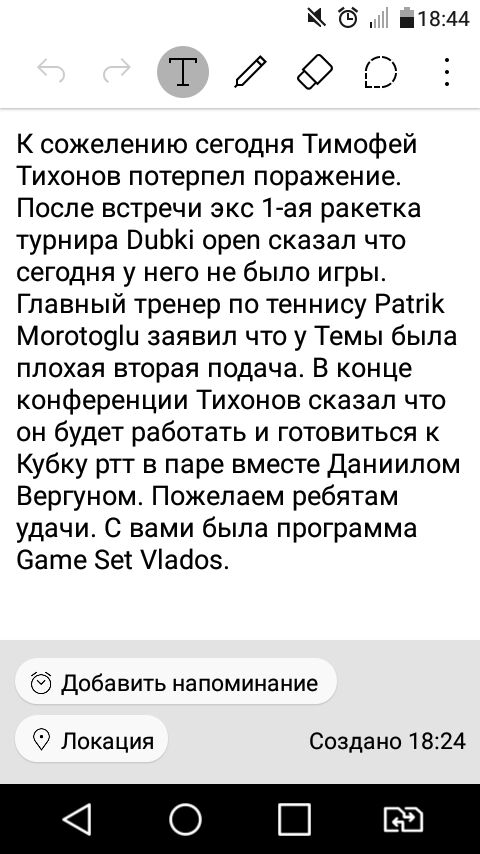 18:44
К сожелению сегодня Тимофей
Тихонов потерпел поражение.
После встречи экс 1-ая ракетка
турнира Dubki open сказал что
сегодня у него не было игры.
Главный тренер по теннису Patrik
Morotoglu заявил что у Темы была
плохая вторая подача. В конце
конференции Тихонов сказал что
он будет работать и готовиться к
Кубку ртт в паре вместе Даниилом
Вергуном. Пожелаем ребятам
удачи. С вами была программа
Game Set Vlados.
Добавить напоминание
Локация
Создано 18:24